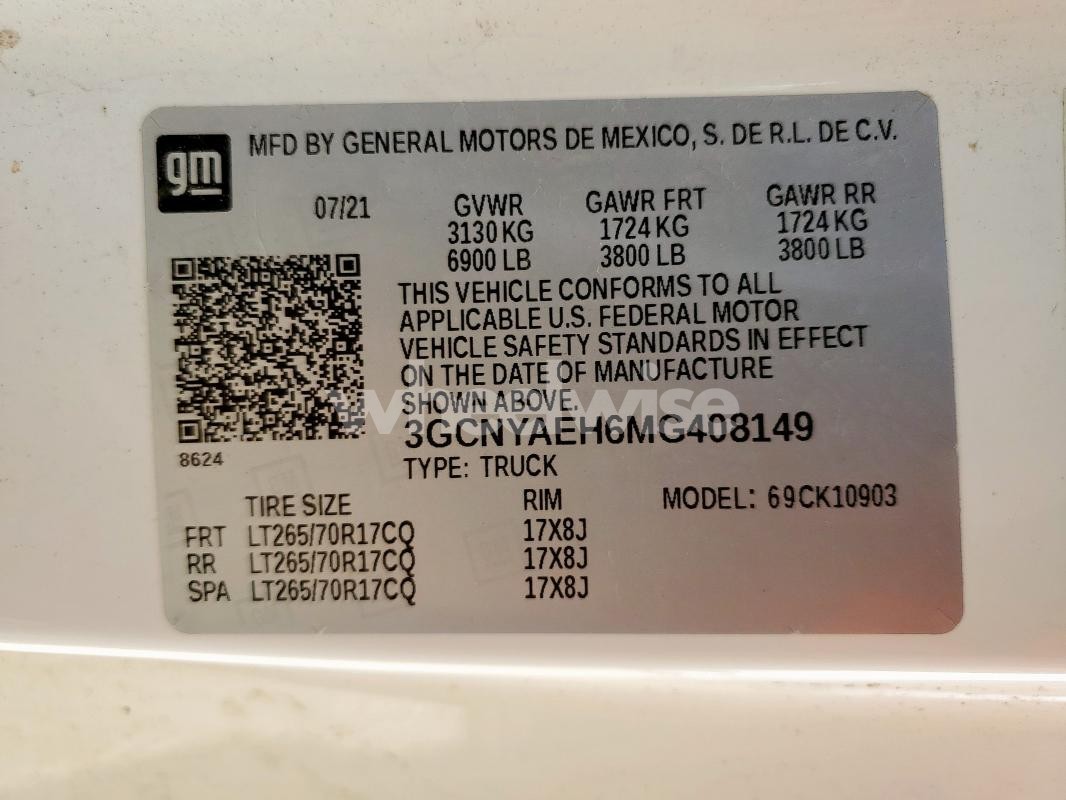 gm
MFD BY GENERAL MOTORS DE MEXICO, S. DE R.L. DE C.V.
07/21 GVWR GAWR FRT GAWR RR
3130 KG 1724 KG 1724 KG
6900 LB 3800 LB 3800 LB
THIS VEHICLE CONFORMS TO ALL
APPLICABLE U.S. FEDERAL MOTOR
VEHICLE SAFETY STANDARDS IN EFFECT
ON THE DATE OF MANUFACTURE
SHOWN ABOVE.
3GCNYAEH6MG408149
8624
TYPE: TRUCK
TIRE SIZE RIM MODEL: 69CK10903
FRT LT265/70R17CQ 17X8J
RR LT265/70R17CQ 17X8J
SPA LT265/70R17CQ 17X8J